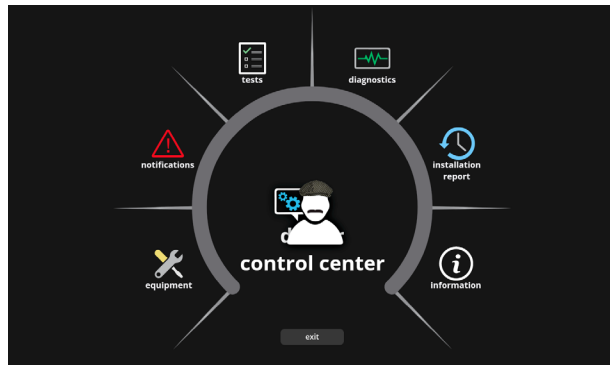 tests
diagnostics
notifications
installation
report
control center
equipment
information
exit